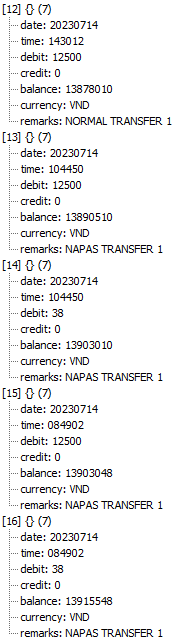 [12] {} (7)
date: 20230714
time: 143012
debit: 12500
credit: 0
balance: 13878010
currency: VND
remarks: NORMAL TRANSFER 1
[13] {} (7)
date: 20230714
time: 104450
debit: 12500
credit: 0
balance: 13890510
currency: VND
remarks: NAPAS TRANSFER 1
[14] {} (7)
date: 20230714
time: 104450
debit: 38
credit: 0
balance: 13903010
currency: VND
remarks: NAPAS TRANSFER 1
[15] {} (7)
date: 20230714
time: 084902
debit: 12500
credit: 0
balance: 13903048
currency: VND
remarks: NAPAS TRANSFER 1
[16] {} (7)
date: 20230714
time: 084902
debit: 38
credit: 0
balance: 13915548
currency: VND
remarks: NAPAS TRANSFER 1